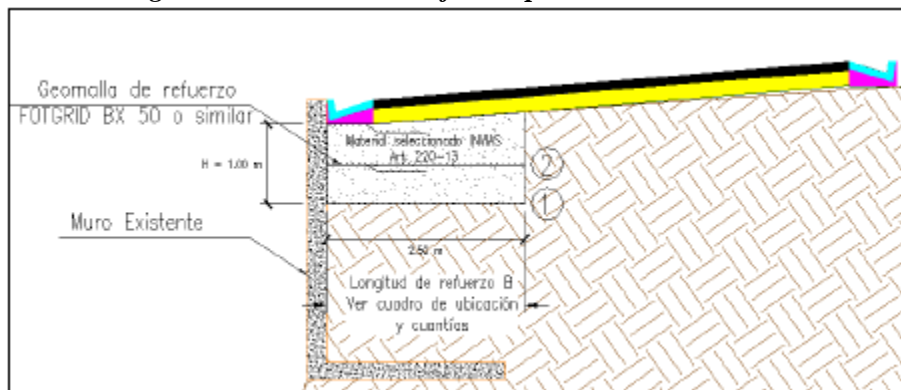 Geomalla de refuerzo
FOTGRID BX 50 o similar
H = 1.00 m
Material seleccionado INVIAS
Art. 220-13
2
1
Muro Existente
2.50 m
Longitud de refuerzo B
Ver cuadro de ubicación
y cuantías